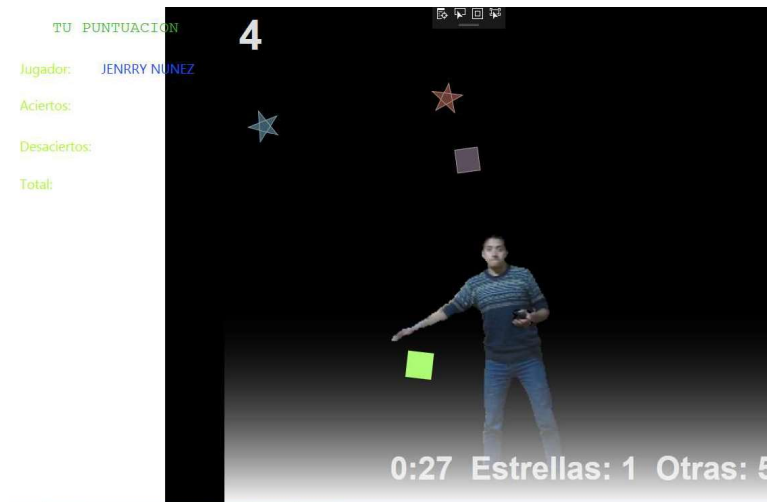 TU PUNTUACION
4
Jugador: JENRRY NUNEZ
Aciertos:
Desaciertos:
Total:
0:27 Estrellas: 1 Otras: 5